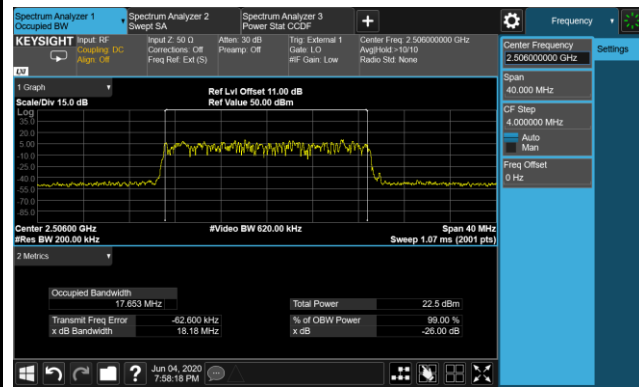 Spectrum Analyzer 1
Occupied BW
Spectrum Analyzer 2
Swept SA
Spectrum Analyzer 3
Power Stat CCDF
+
Frequency
KEYSIGHT
Input: RF
Coupling: DC
Align: Off
Input Z: 50 Ω
Corrections: Off
Freq Ref: Ext (S)
Atten: 30 dB
Preamp: Off
Trig: External 1
Gate: LO
#IF Gain: Low
Center Freq: 2.506000000 GHz
Avg|Hold:>10/10
Radio Std: None
LXI
Center Frequency
2.506000000 GHz
Settings
Span
40.000 MHz
CF Step
4.000000 MHz
Auto
Man
Freq Offset
0 Hz
1 Graph
Scale/Div 15.0 dB
Ref Lvl Offset 11.00 dB
Ref Value 50.00 dBm
Log
35.0
20.0
5.00
-10.0
-25.0
-40.0
-55.0
-70.0
-85.0
Center 2.50600 GHz
#Res BW 200.00 kHz
#Video BW 620.00 kHz
Span 40 MHz
Sweep 1.07 ms (2001 pts)
2 Metrics
Occupied Bandwidth
17.653 MHz
Total Power 22.5 dBm
Transmit Freq Error -62.600 kHz
% of OBW Power 99.00 %
x dB Bandwidth 18.18 MHz
x dB -26.00 dB
?
Jun 04, 2020
7:58:18 PM